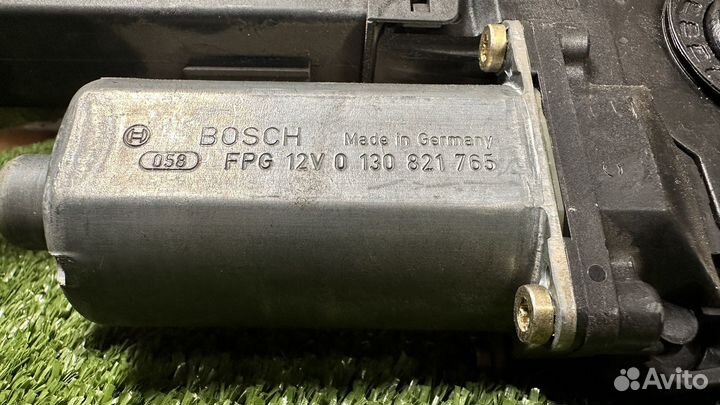 BOSCH Made in Germany
058 FPG 12V 0 130 821 765
Avito